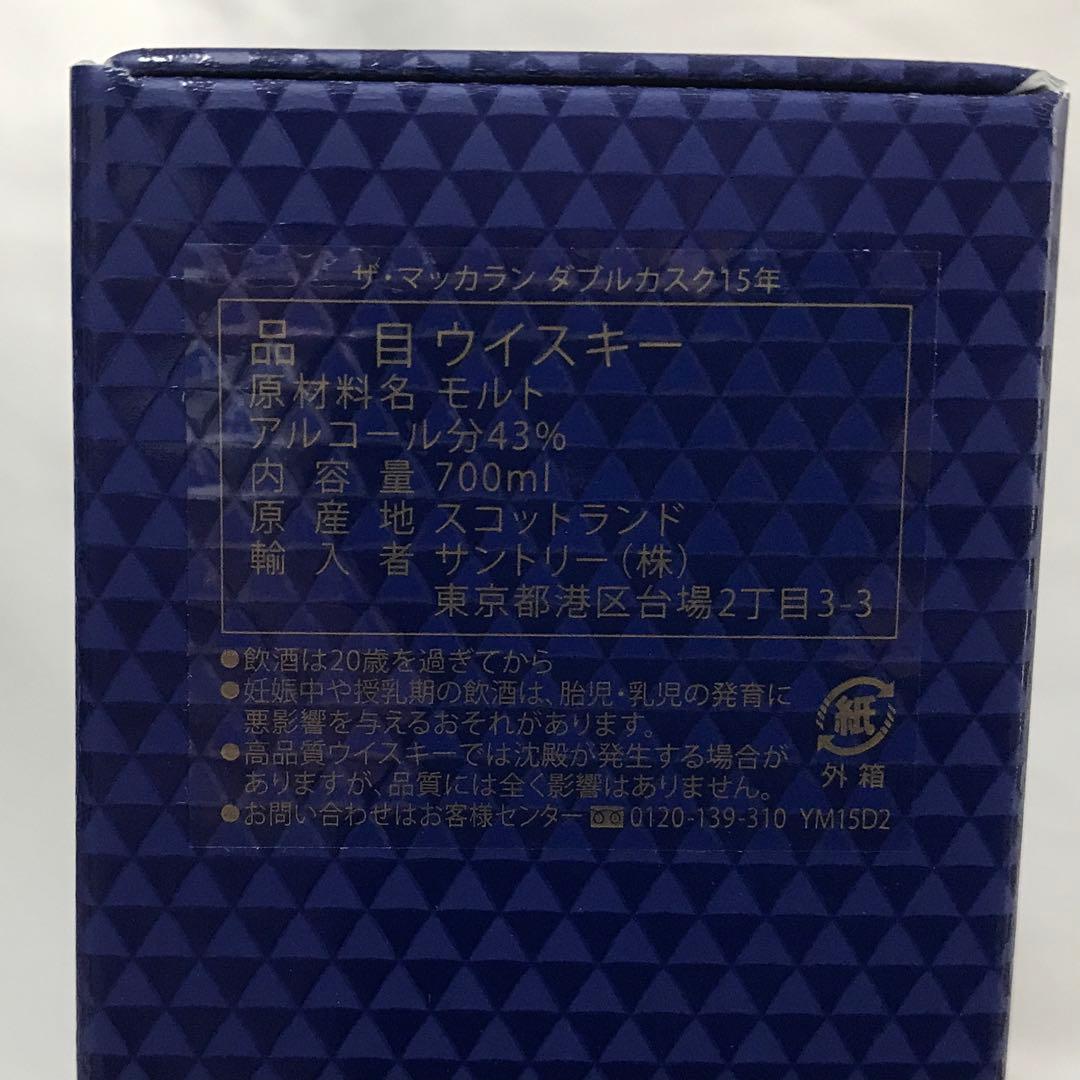 ザ・マッカラン ダブルカスク15年
品目 ウイスキー
原材料名 モルト
アルコール分43%
内容量 700ml
原産地 スコットランド
輸入者 サントリー(株)
東京都港区台場2丁目3-3
●飲酒は20歳を過ぎてから
●妊娠中や授乳期の飲酒は、胎児・乳児の発育に
悪影響を与えるおそれがあります。
●高品質ウイスキーでは沈殿が発生する場合が
ありますが、品質には全く影響はありません。
●お問い合わせはお客様センター 0120-139-310 YM15D2
紙
外箱